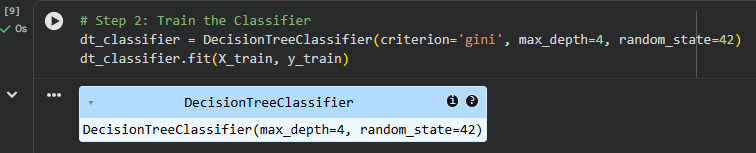 [9]
0s
# Step 2: Train the Classifier
dt_classifier = DecisionTreeClassifier(criterion='gini', max_depth=4, random_state=42)
dt_classifier.fit(X_train, y_train)
DecisionTreeClassifier
DecisionTreeClassifier(max_depth=4, random_state=42)